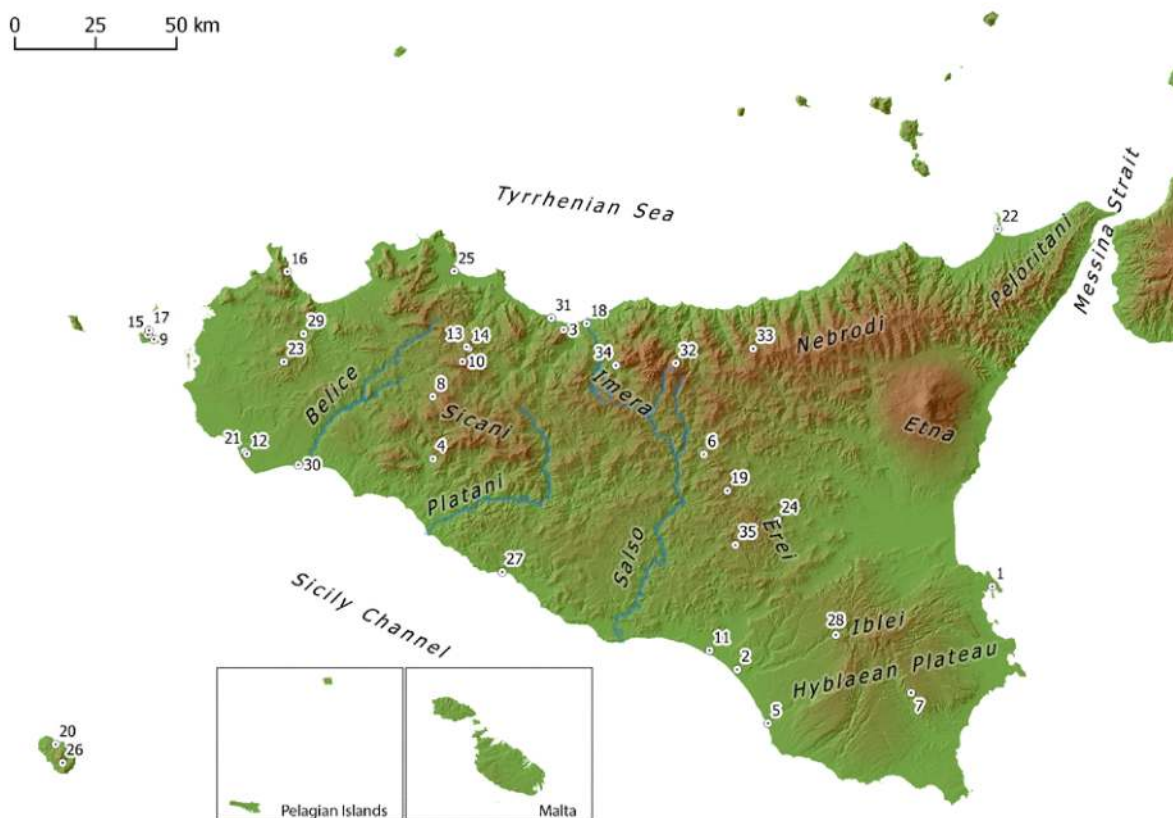 0 25 50 km
Tyrrhenian Sea
Messina Strait
22
Peloritani
16
25
15
17
9
31
18
3
29
13
14
34
32
33
Nebrodi
23
10
Belice
Imera
8
Sicani
Etna
21
12
4
6
30
19
Platani
24
Erei
35
Salso
27
1
Sicily Channel
28
Iblei
11
2
Hyblaean Plateau
7
5
20
26
Pelagian Islands
Malta